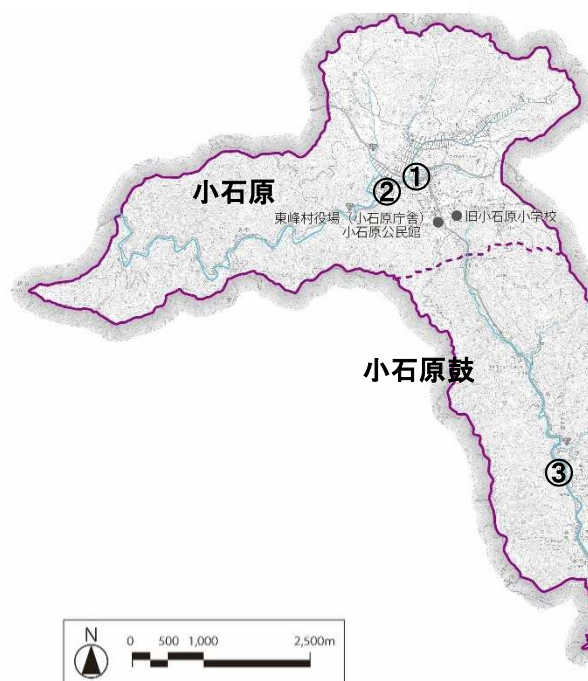 ①
小石原
②
東峰村役場（小石原庁舎）
旧小石原小学校
小石原公民館
小石原鼓
③
N
0 500 1,000 2,500m